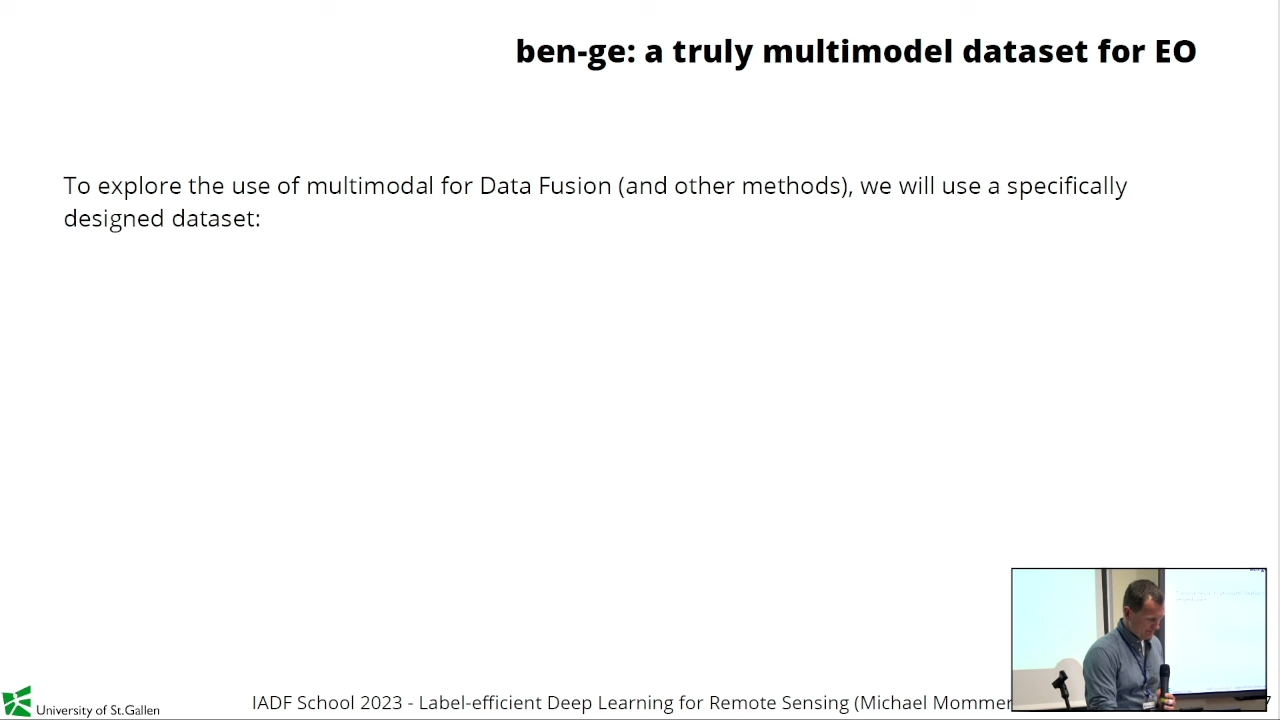 ben-ge: a truly multimodel dataset for EO
To explore the use of multimodal for Data Fusion (and other methods), we will use a specifically
designed dataset:
University of St.Gallen
IADF School 2023 - Label-efficient Deep Learning for Remote Sensing (Michael Mommer
7